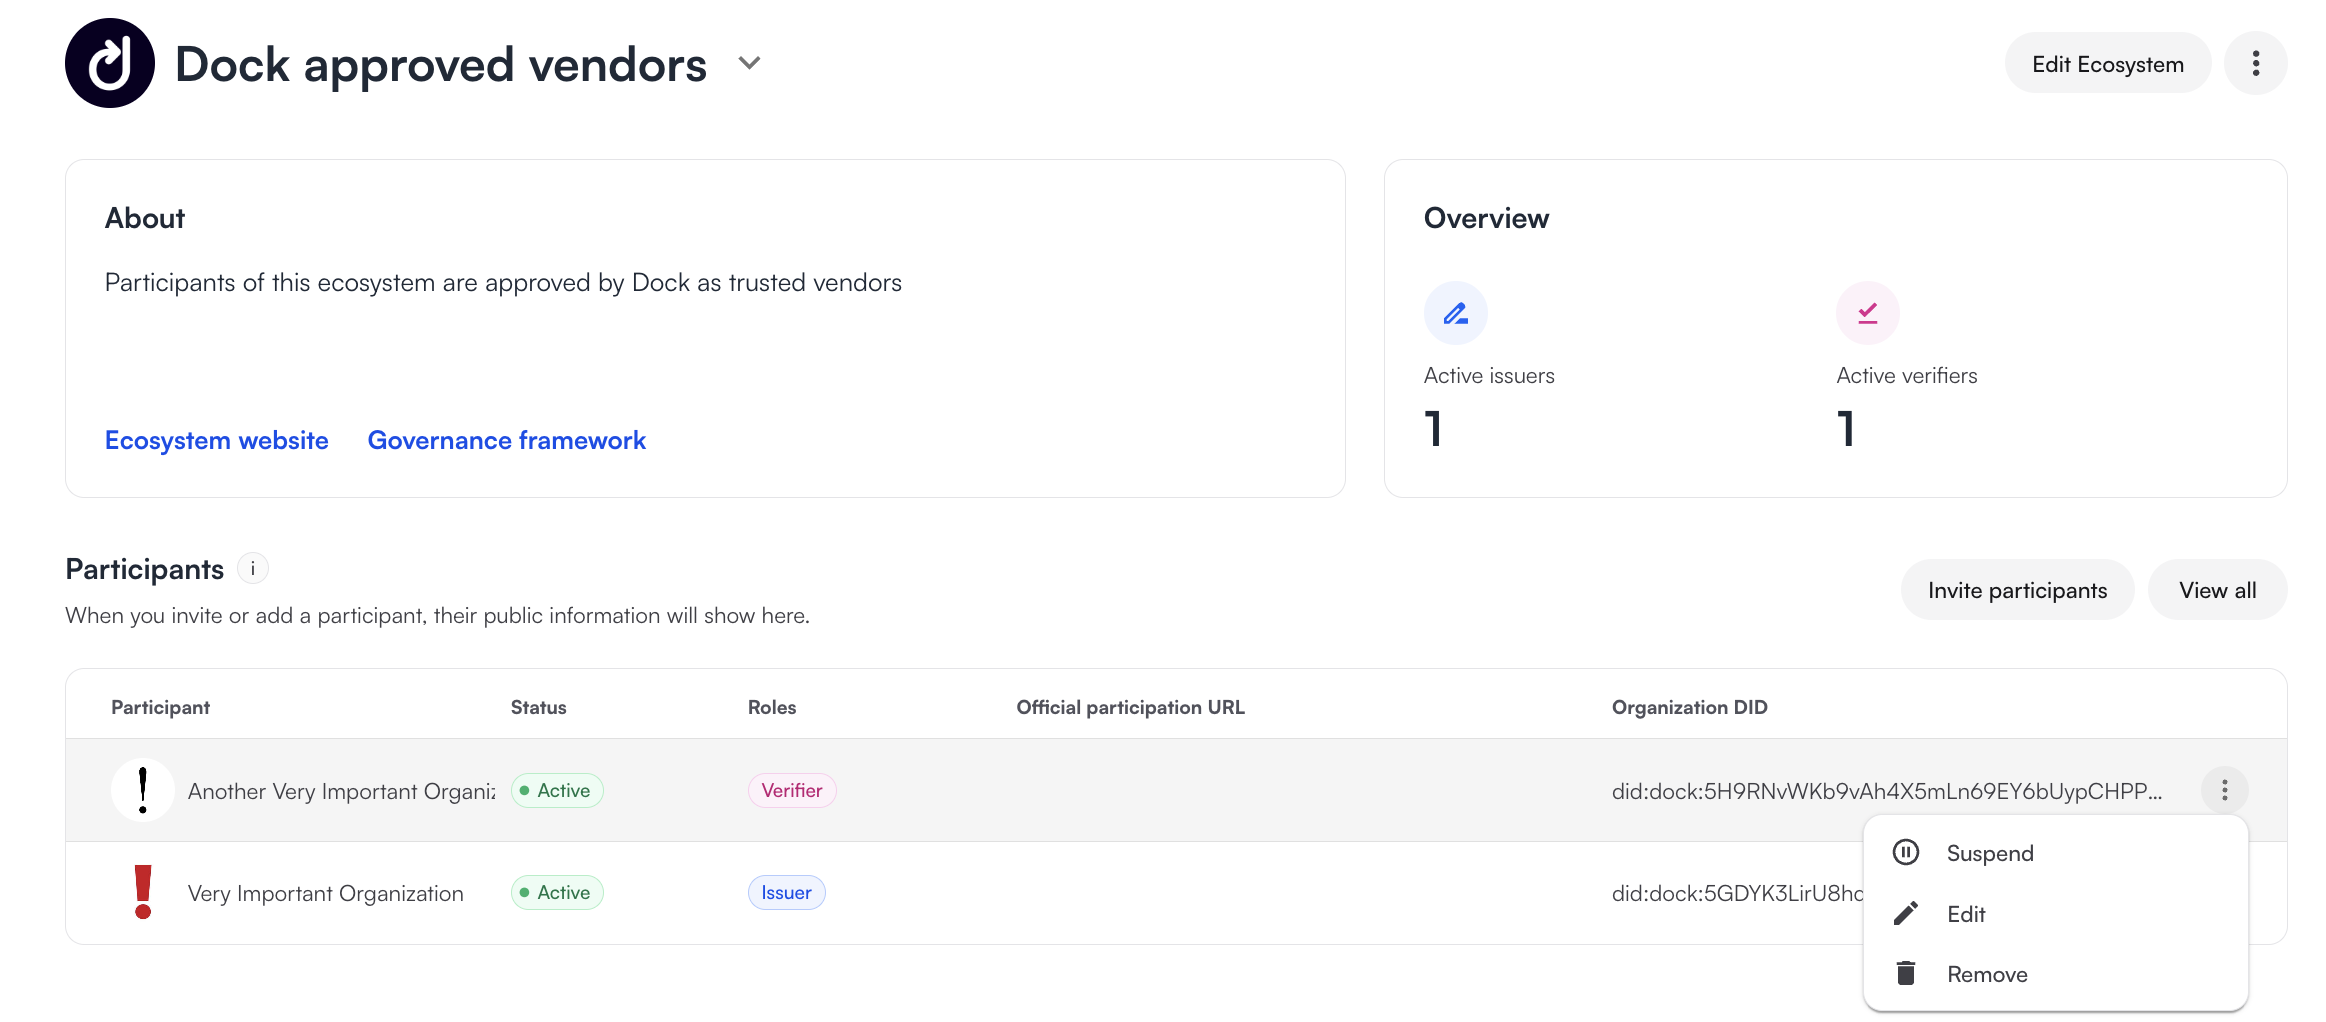 Dock approved vendors
Edit Ecosystem
About
Participants of this ecosystem are approved by Dock as trusted vendors
Ecosystem website Governance framework
Overview
Active issuers Active verifiers
1 1
Participants i
When you invite or add a participant, their public information will show here.
Invite participants View all
Participant Status Roles Official participation URL Organization DID
Another Very Important Organiz Active Verifier did:dock:5H9RNvWKb9vAh4X5mLn69EY6bUypCHPP...
Very Important Organization Active Issuer did:dock:5GDYK3LirU8h
Suspend
Edit
Remove